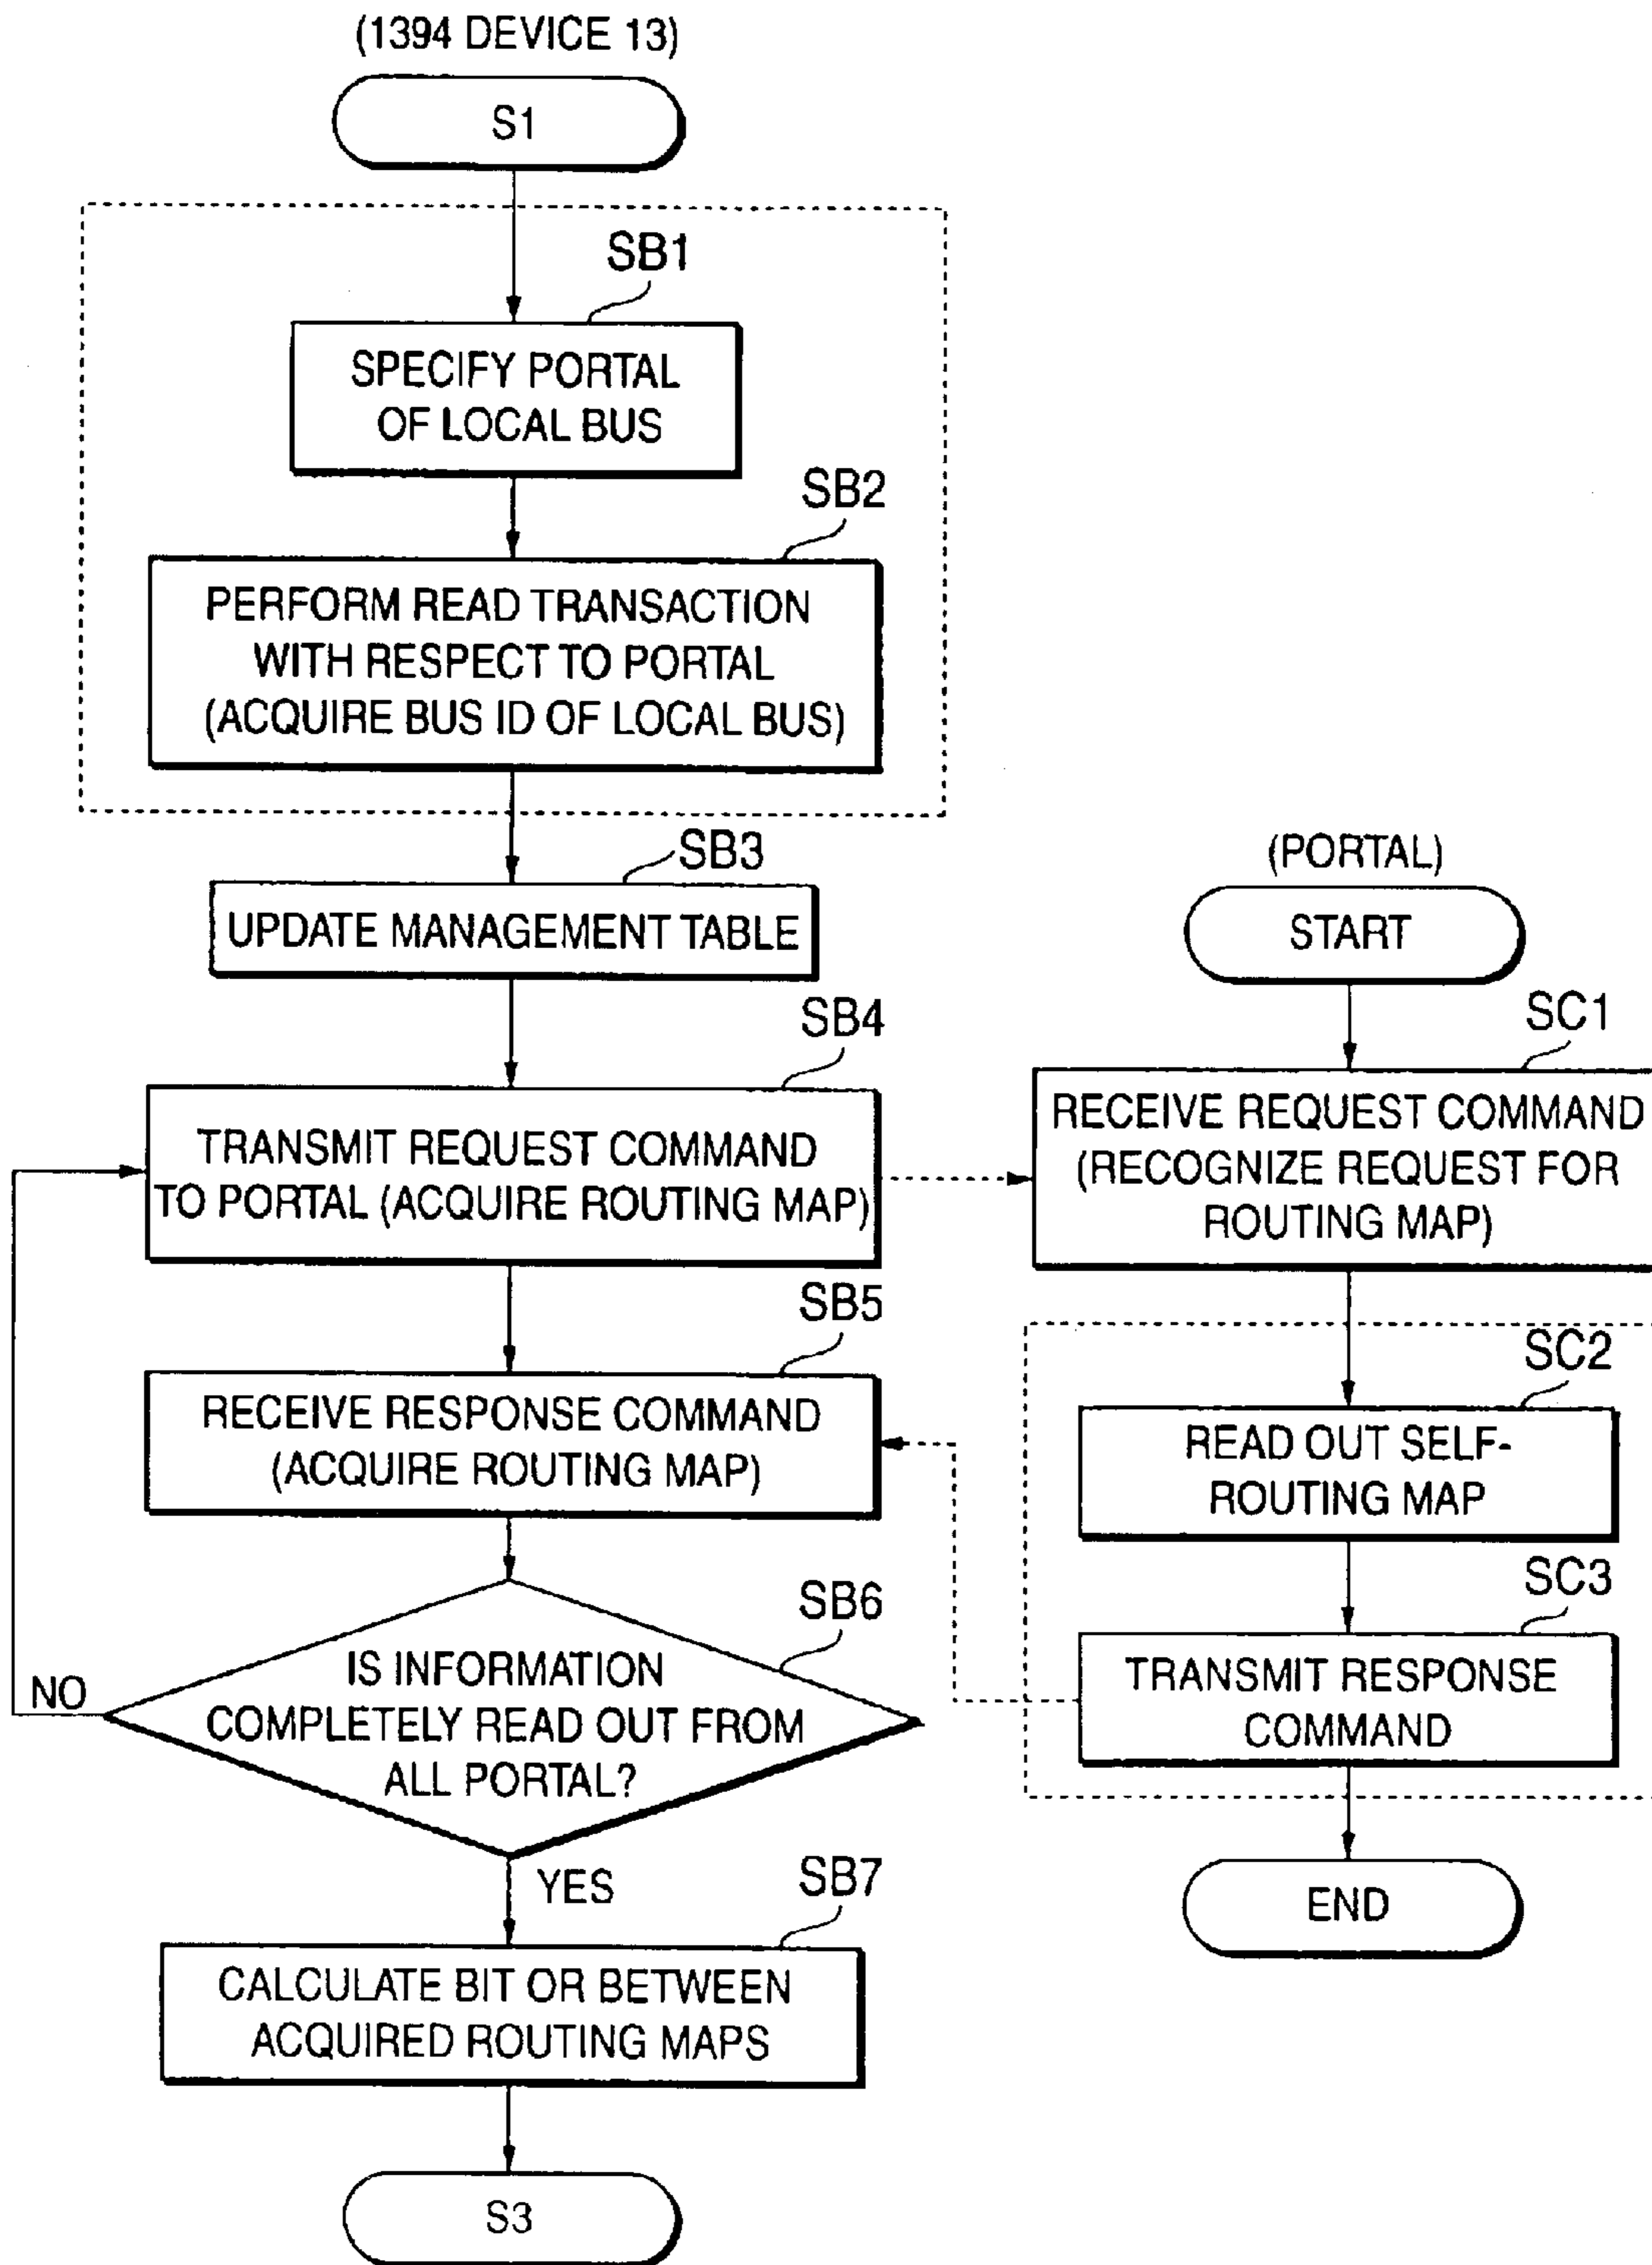 (1394 DEVICE 13)
S1
SB1
SPECIFY PORTAL
OF LOCAL BUS
SB2
PERFORM READ TRANSACTION
WITH RESPECT TO PORTAL
(ACQUIRE BUS ID OF LOCAL BUS)
SB3
UPDATE MANAGEMENT TABLE
SB4
TRANSMIT REQUEST COMMAND
TO PORTAL (ACQUIRE ROUTING MAP)
SB5
RECEIVE RESPONSE COMMAND
(ACQUIRE ROUTING MAP)
SB6
IS INFORMATION
COMPLETELY READ OUT FROM
ALL PORTAL?
NO
YES
SB7
CALCULATE BIT OR BETWEEN
ACQUIRED ROUTING MAPS
S3
(PORTAL)
START
SC1
RECEIVE REQUEST COMMAND
(RECOGNIZE REQUEST FOR
ROUTING MAP)
SC2
READ OUT SELF-
ROUTING MAP
SC3
TRANSMIT RESPONSE
COMMAND
END